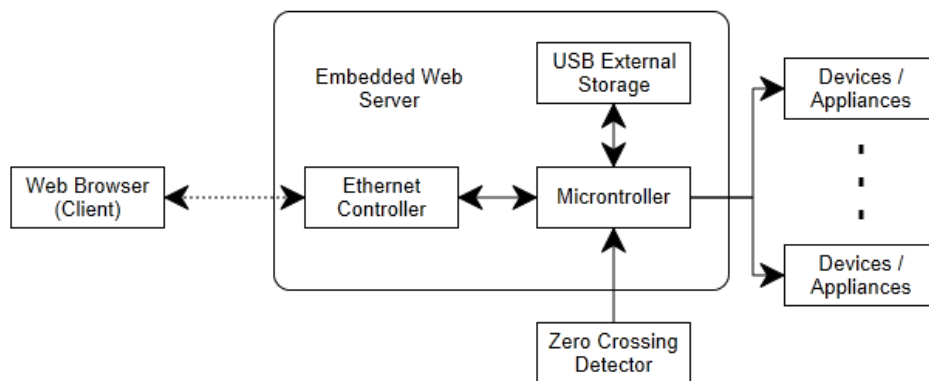 USB External
Storage
Embedded Web
Server
Devices /
Appliances
Web Browser
(Client)
Ethernet
Controller
Microntroller
Devices /
Appliances
Zero Crossing
Detector